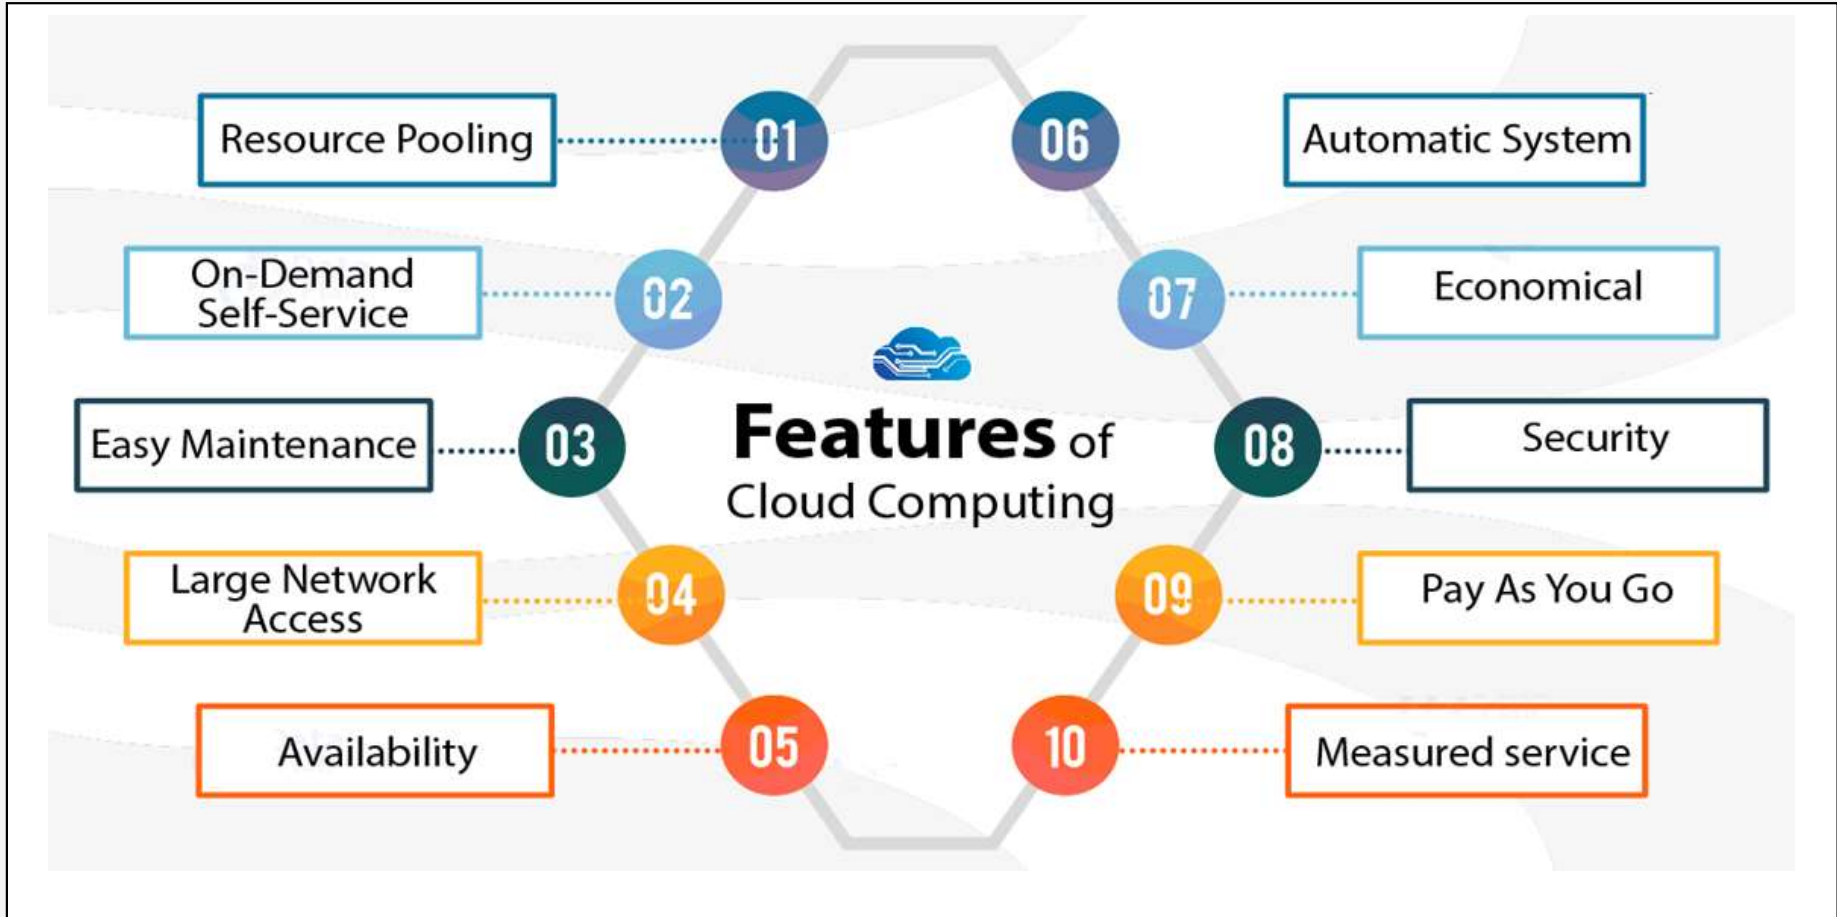 Features of
Cloud Computing
Resource Pooling
01
On-Demand
Self-Service
02
Easy Maintenance
03
Large Network
Access
04
Availability
05
06
Automatic System
07
Economical
08
Security
09
Pay As You Go
10
Measured service